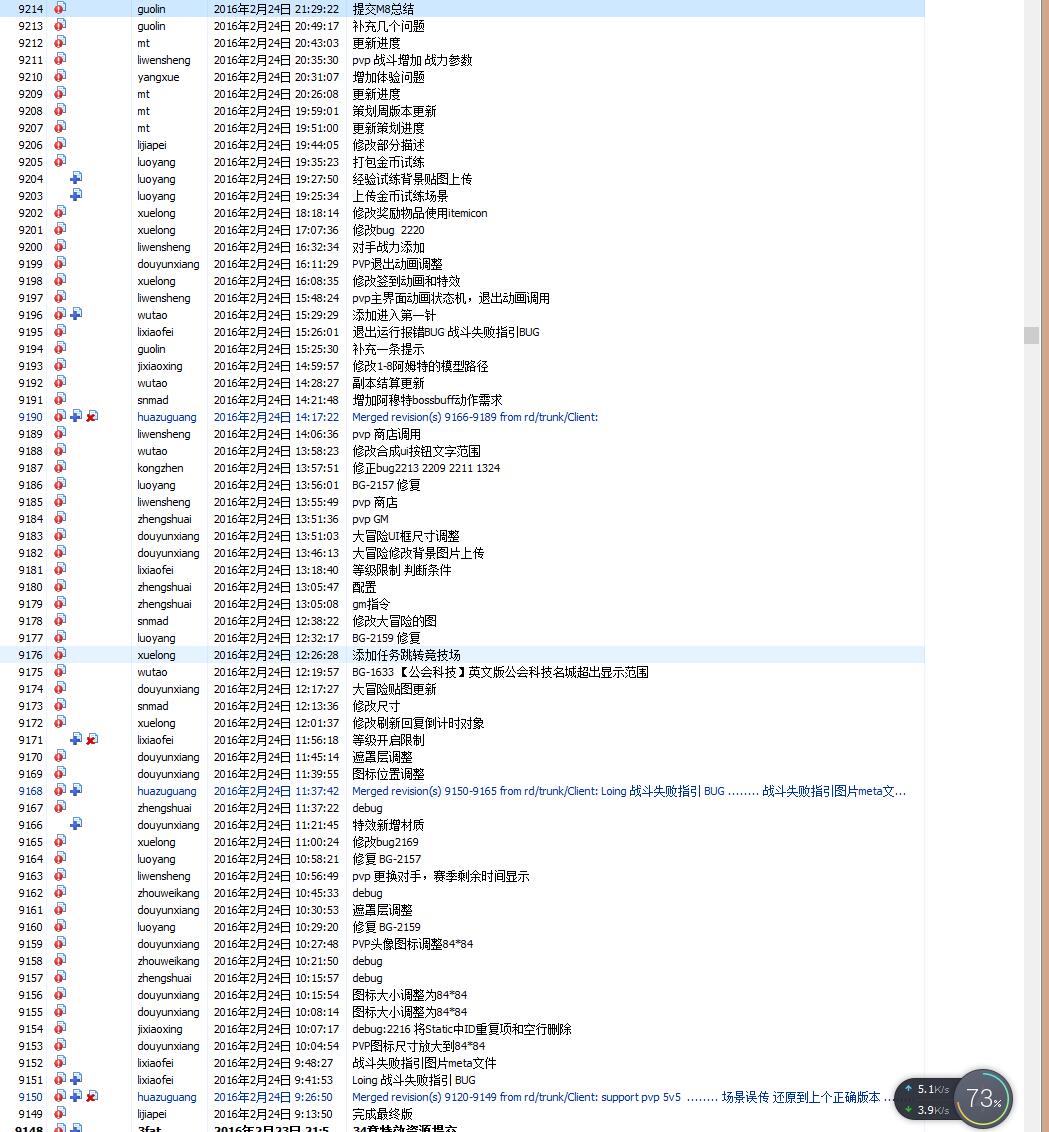 9214 guolin 2016年2月24日 21:29:22 提交M8总结
9213 guolin 2016年2月24日 20:49:17 补充几个问题
9212 mt 2016年2月24日 20:43:03 更新进度
9211 liwensheng 2016年2月24日 20:35:30 pvp 战斗增加 战力参数
9210 yangxue 2016年2月24日 20:31:07 增加体验问题
9209 mt 2016年2月24日 20:26:08 更新进度
9208 mt 2016年2月24日 19:59:01 策划周版本更新
9207 mt 2016年2月24日 19:51:00 更新策划进度
9206 lijiapei 2016年2月24日 19:44:05 修改部分描述
9205 luoyang 2016年2月24日 19:35:23 打包金币试练
9204 luoyang 2016年2月24日 19:27:50 经验试练背景贴图上传
9203 luoyang 2016年2月24日 19:25:34 上传金币试练场景
9202 xuelong 2016年2月24日 18:18:14 修改奖励物品使用itemicon
9201 xuelong 2016年2月24日 17:07:36 修改bug 2220
9200 liwensheng 2016年2月24日 16:32:34 对手战力添加
9199 douyunxiang 2016年2月24日 16:11:29 PVP退出动画调整
9198 xuelong 2016年2月24日 16:08:35 修改签到动画和特效
9197 liwensheng 2016年2月24日 15:48:24 pvp主界面动画状态机，退出动画调用
9196 wutao 2016年2月24日 15:29:29 添加进入第一针
9195 lixiaofei 2016年2月24日 15:26:01 退出运行报错BUG 战斗失败指引BUG
9194 guolin 2016年2月24日 15:25:30 补充一条提示
9193 jixiaoxing 2016年2月24日 14:59:57 修改1-8阿姆特的模型路径
9192 wutao 2016年2月24日 14:28:27 副本结算更新
9191 snmad 2016年2月24日 14:21:48 增加阿穆特bossbuff动作需求
9190 huazuguang 2016年2月24日 14:17:22 Merged revision(s) 9166-9189 from rd/trunk/Client:
9189 liwensheng 2016年2月24日 14:06:36 pvp 商店调用
9188 wutao 2016年2月24日 13:58:23 修改合成ui按钮文字范围
9187 kongzhen 2016年2月24日 13:57:51 修正bug2213 2209 2211 1324
9186 luoyang 2016年2月24日 13:56:01 BG-2157 修复
9185 liwensheng 2016年2月24日 13:55:49 pvp 商店
9184 zhengshuai 2016年2月24日 13:51:36 pvp GM
9183 douyunxiang 2016年2月24日 13:51:03 大冒险UI框尺寸调整
9182 douyunxiang 2016年2月24日 13:46:13 大冒险修改背景图片上传
9181 lixiaofei 2016年2月24日 13:18:40 等级限制 判断条件
9180 zhengshuai 2016年2月24日 13:05:47 配置
9179 zhengshuai 2016年2月24日 13:05:08 gm指令
9178 snmad 2016年2月24日 12:38:22 修改大冒险的图
9177 luoyang 2016年2月24日 12:32:17 BG-2159 修复
9176 xuelong 2016年2月24日 12:26:28 添加任务跳转竞技场
9175 wutao 2016年2月24日 12:19:57 BG-1633 【公会科技】英文版公会科技名城超出显示范围
9174 douyunxiang 2016年2月24日 12:17:27 大冒险贴图更新
9173 snmad 2016年2月24日 12:13:36 修改尺寸
9172 xuelong 2016年2月24日 12:01:37 修改刷新回复倒计时对象
9171 lixiaofei 2016年2月24日 11:56:18 等级开启限制
9170 douyunxiang 2016年2月24日 11:45:14 遮罩层调整
9169 douyunxiang 2016年2月24日 11:39:55 图标位置调整
9168 huazuguang 2016年2月24日 11:37:42 Merged revision(s) 9150-9165 from rd/trunk/Client: Loing 战斗失败指引 BUG ........ 战斗失败指引图片meta文...
9167 zhengshuai 2016年2月24日 11:37:22 debug
9166 douyunxiang 2016年2月24日 11:21:45 特效新增材质
9165 xuelong 2016年2月24日 11:00:24 修改bug2169
9164 luoyang 2016年2月24日 10:58:21 修复 BG-2157
9163 liwensheng 2016年2月24日 10:56:49 pvp 更换对手，赛季剩余时间显示
9162 zhouweikang 2016年2月24日 10:45:33 debug
9161 douyunxiang 2016年2月24日 10:30:53 遮罩层调整
9160 luoyang 2016年2月24日 10:29:20 修复 BG-2159
9159 douyunxiang 2016年2月24日 10:27:48 PVP头像图标调整84*84
9158 zhouweikang 2016年2月24日 10:21:50 debug
9157 zhengshuai 2016年2月24日 10:15:57 debug
9156 douyunxiang 2016年2月24日 10:15:54 图标大小调整为84*84
9155 douyunxiang 2016年2月24日 10:08:14 图标大小调整为84*84
9154 jixiaoxing 2016年2月24日 10:07:17 debug:2216 将Static中ID重复项和空行删除
9153 douyunxiang 2016年2月24日 10:04:54 PVP图标尺寸放大到84*84
9152 lixiaofei 2016年2月24日 9:48:27 战斗失败指引图片meta文件
9151 lixiaofei 2016年2月24日 9:41:53 Loing 战斗失败指引 BUG
9150 huazuguang 2016年2月24日 9:26:50 Merged revision(s) 9120-9149 from rd/trunk/Client: support pvp 5v5 ........ 场景误传 还原到上个正确版本 ...
9149 lijiapei 2016年2月24日 9:13:50 完成最终版
9148 3fat 2016年2月23日 21:5 34章特效资源提交
5.1K/s
3.9K/s
73%